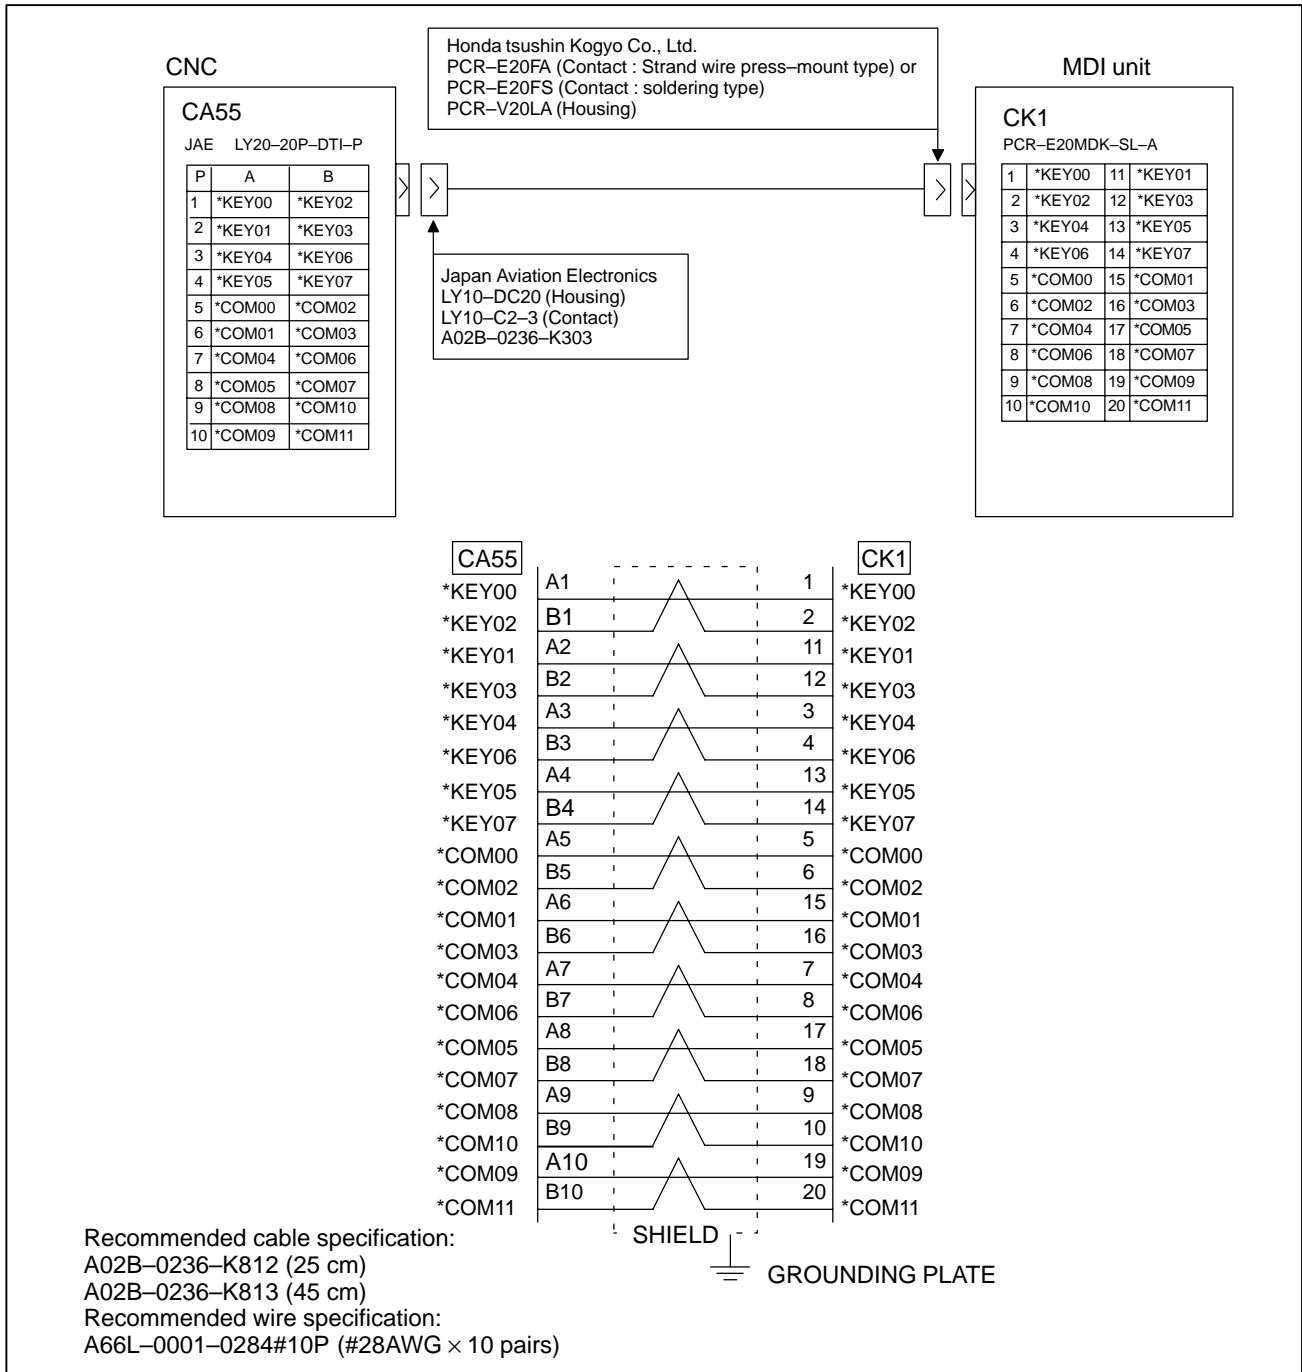 Honda tsushin Kogyo Co., Ltd.
PCR–E20FA (Contact : Strand wire press–mount type) or
PCR–E20FS (Contact : soldering type)
PCR–V20LA (Housing)
CNC
MDI unit
CA55
JAE LY20–20P–DTI–P
P A B
1 *KEY00 *KEY02
2 *KEY01 *KEY03
3 *KEY04 *KEY06
4 *KEY05 *KEY07
5 *COM00 *COM02
6 *COM01 *COM03
7 *COM04 *COM06
8 *COM05 *COM07
9 *COM08 *COM10
10 *COM09 *COM11
Japan Aviation Electronics
LY10–DC20 (Housing)
LY10–C2–3 (Contact)
A02B–0236–K303
CK1
PCR–E20MDK–SL–A
1 *KEY00 11 *KEY01
2 *KEY02 12 *KEY03
3 *KEY04 13 *KEY05
4 *KEY06 14 *KEY07
5 *COM00 15 *COM01
6 *COM02 16 *COM03
7 *COM04 17 *COM05
8 *COM06 18 *COM07
9 *COM08 19 *COM09
10 *COM10 20 *COM11
CA55 CK1
*KEY00 A1 1 *KEY00
*KEY02 B1 2 *KEY02
*KEY01 A2 11 *KEY01
*KEY03 B2 12 *KEY03
*KEY04 A3 3 *KEY04
*KEY06 B3 4 *KEY06
*KEY05 A4 13 *KEY05
*KEY07 B4 14 *KEY07
*COM00 A5 5 *COM00
*COM02 B5 6 *COM02
*COM01 A6 15 *COM01
*COM03 B6 16 *COM03
*COM04 A7 7 *COM04
*COM06 B7 8 *COM06
*COM05 A8 17 *COM05
*COM07 B8 18 *COM07
*COM08 A9 9 *COM08
*COM10 B9 10 *COM10
*COM09 A10 19 *COM09
*COM11 B10 20 *COM11
SHIELD
GROUNDING PLATE
Recommended cable specification:
A02B–0236–K812 (25 cm)
A02B–0236–K813 (45 cm)
Recommended wire specification:
A66L–0001–0284#10P (#28AWG × 10 pairs)